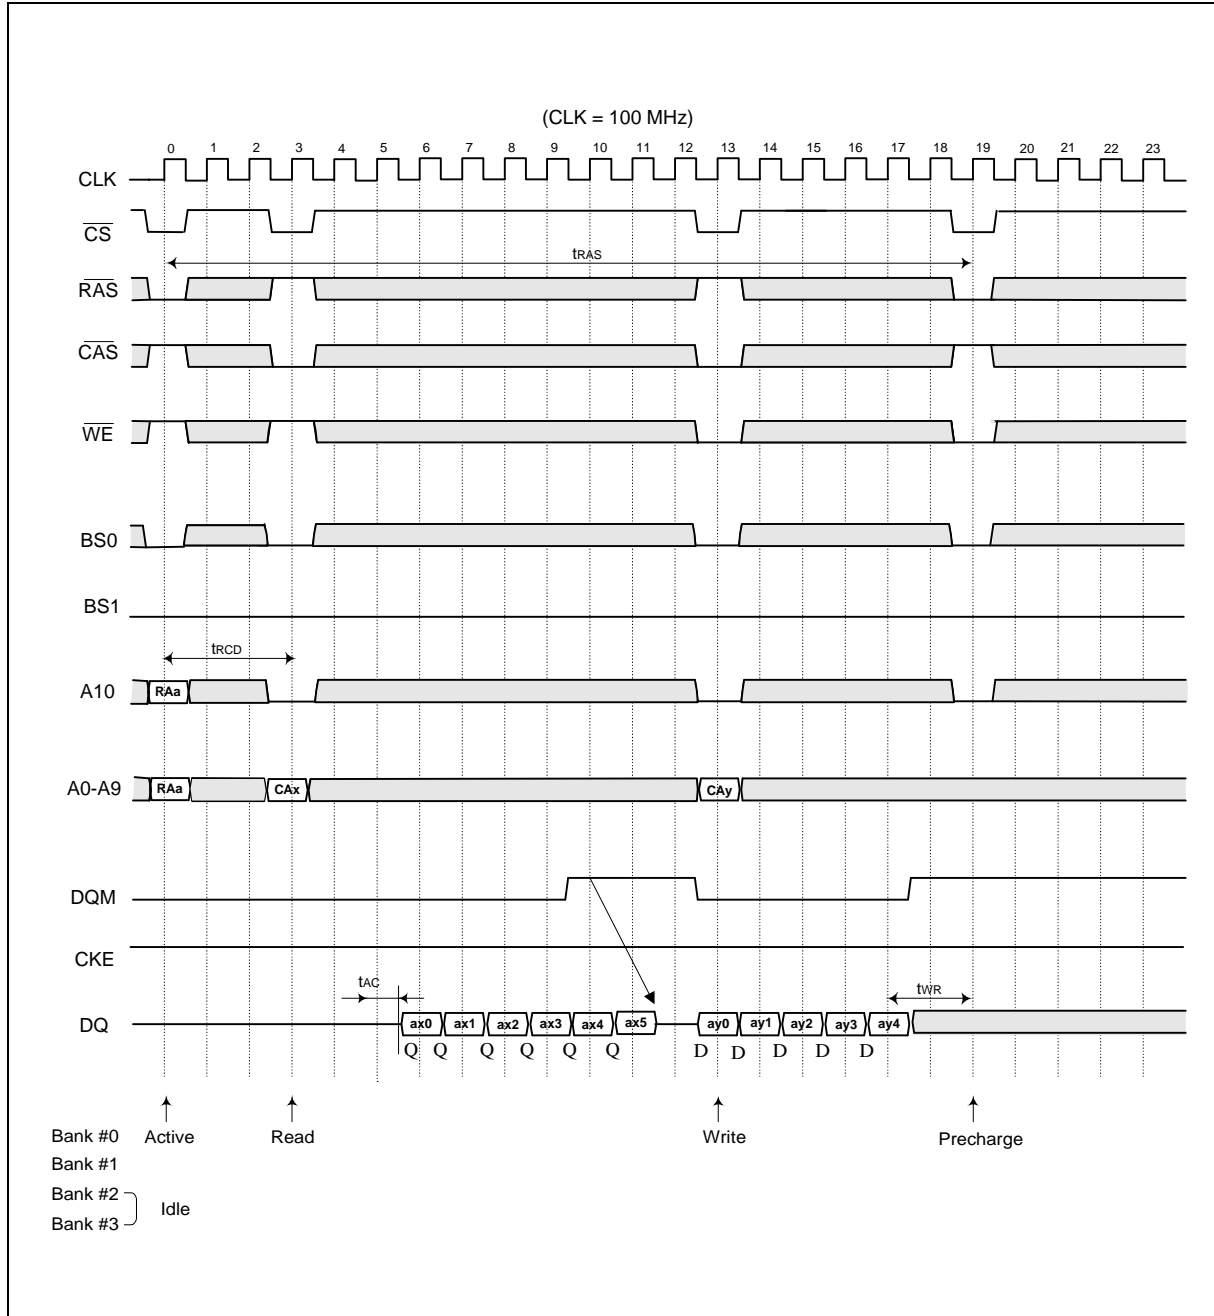 (CLK = 100 MHz)
0 1 2 3 4 5 6 7 8 9 10 11 12 13 14 15 16 17 18 19 20 21 22 23
CLK
CS
tRAS
RAS
CAS
WE
BS0
BS1
tRCD
A10 RAa
A0-A9 RAa CAx CAy
DQM
CKE
tAC tWR
DQ ax0 ax1 ax2 ax3 ax4 ax5 ay0 ay1 ay2 ay3 ay4
Q Q Q Q Q Q D D D D D
Bank #0 Active Read Write Precharge
Bank #1
Bank #2
Idle
Bank #3